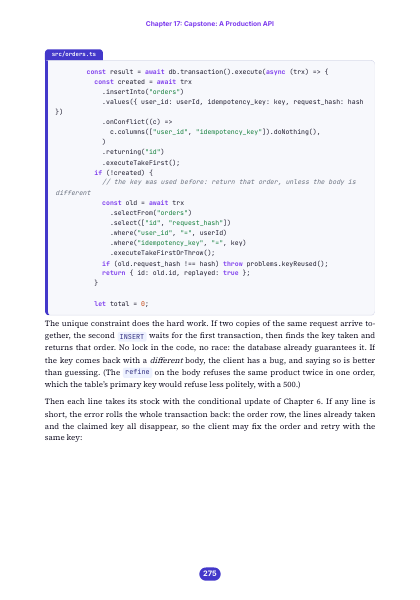 Chapter 17: Capstone: A Production API
src/orders.ts
const result = await db.transaction().execute(async (trx) => {
const created = await trx
.insertInto("orders")
.values({ user_id: userId, idempotency_key: key, request_hash: hash
})
.onConflict((c) =>
c.columns(["user_id", "idempotency_key"]).doNothing(),
)
.returning("id")
.executeTakeFirst();
if (!created) {
// the key was used before: return that order, unless the body is
different
const old = await trx
.selectFrom("orders")
.select(["id", "request_hash"])
.where("user_id", "=", userId)
.where("idempotency_key", "=", key)
.executeTakeFirstOrThrow();
if (old.request_hash !== hash) throw problems.keyReused();
return { id: old.id, replayed: true };
}
let total = 0;
The unique constraint does the hard work. If two copies of the same request arrive to-
gether, the second INSERT waits for the first transaction, then finds the key taken and
returns that order. No lock in the code, no race: the database already guarantees it. If
the key comes back with a different body, the client has a bug, and saying so is better
than guessing. (The refine on the body refuses the same product twice in one order,
which the table's primary key would refuse less politely, with a 500.)
Then each line takes its stock with the conditional update of Chapter 6. If any line is
short, the error rolls the whole transaction back: the order row, the lines already taken
and the claimed key all disappear, so the client may fix the order and retry with the
same key:
275